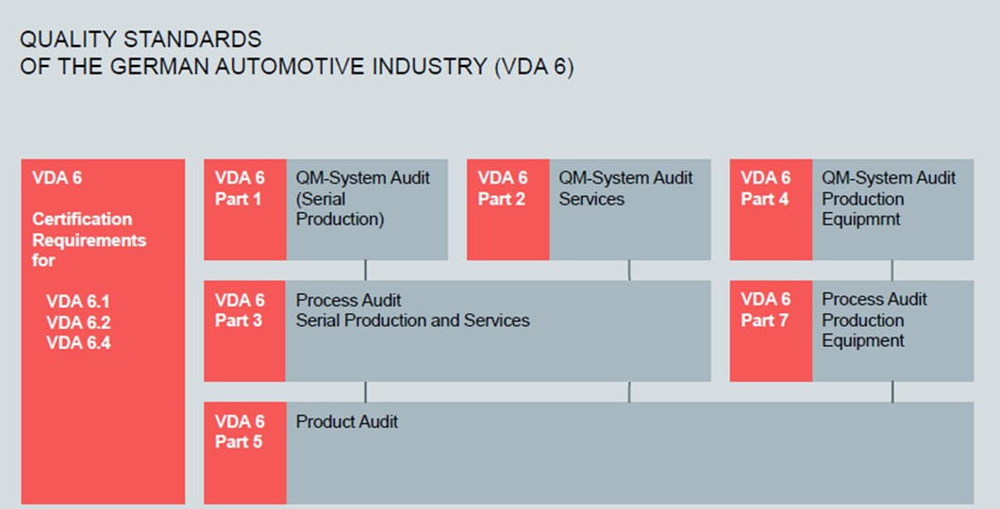 QUALITY STANDARDS
OF THE GERMAN AUTOMOTIVE INDUSTRY (VDA 6)
VDA 6
Certification
Requirements
for
VDA 6.1
VDA 6.2
VDA 6.4
VDA 6
Part 1
QM-System Audit
(Serial
Production)
VDA 6
Part 2
QM-System Audit
Services
VDA 6
Part 4
QM-System Audit
Production
Equipmrnt
VDA 6
Part 3
Process Audit
Serial Production and Services
VDA 6
Part 7
Process Audit
Production
Equipment
VDA 6
Part 5
Product Audit